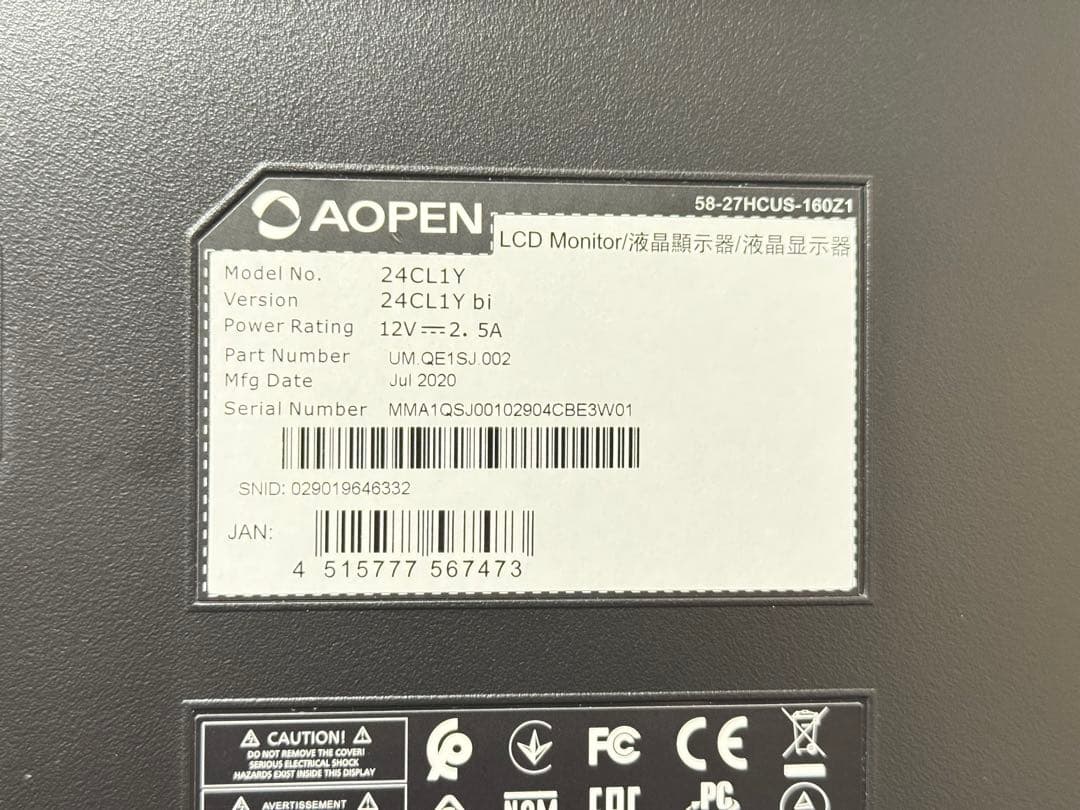 AOPEN
58-27HCUS-160Z1
LCD Monitor/液晶顯示器/液晶显示器
Model No. 24CL1Y
Version 24CL1Y bi
Power Rating 12V⎓2. 5A
Part Number UM.QE1SJ.002
Mfg Date Jul 2020
Serial Number MMA1QSJ00102904CBE3W01
SNID: 029019646332
JAN:
4 515777 567473
CAUTION!
DO NOT REMOVE THE COVER!
SERIOUS ELECTRICAL SHOCK
HAZARDS EXIST INSIDE THIS DISPLAY
FC CE
AVERTISSEMENT
NOM EAC PC